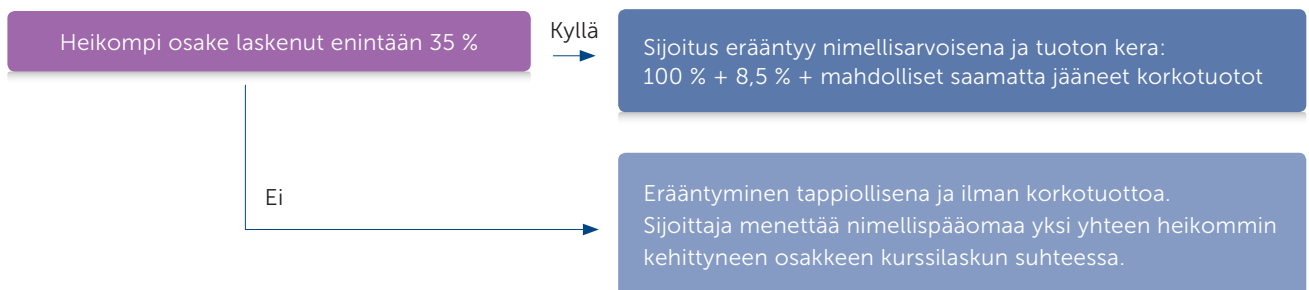 Heikompi osake laskenut enintään 35 %
Kyllä
Sijoitus erääntyy nimellisarvoisena ja tuoton kera:
100 % + 8,5 % + mahdolliset saamatta jääneet korkotuotot
Ei
Erääntyminen tappiollisena ja ilman korkotuottoa.
Sijoittaja menettää nimellispääomaa yksi yhteen heikommin
kehittyneen osakkeen kurssilaskun suhteessa.